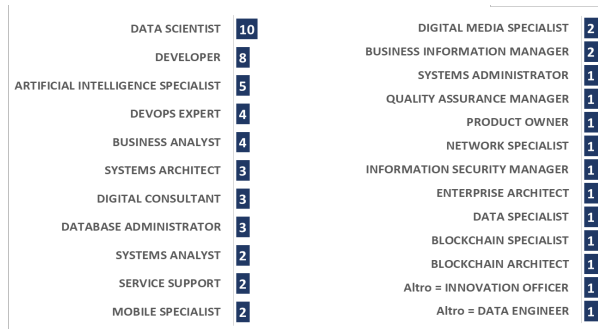 DATA SCIENTIST 10
DEVELOPER 8
ARTIFICIAL INTELLIGENCE SPECIALIST 5
DEVOPS EXPERT 4
BUSINESS ANALYST 4
SYSTEMS ARCHITECT 3
DIGITAL CONSULTANT 3
DATABASE ADMINISTRATOR 3
SYSTEMS ANALYST 2
SERVICE SUPPORT 2
MOBILE SPECIALIST 2
DIGITAL MEDIA SPECIALIST 2
BUSINESS INFORMATION MANAGER 2
SYSTEMS ADMINISTRATOR 1
QUALITY ASSURANCE MANAGER 1
PRODUCT OWNER 1
NETWORK SPECIALIST 1
INFORMATION SECURITY MANAGER 1
ENTERPRISE ARCHITECT 1
DATA SPECIALIST 1
BLOCKCHAIN SPECIALIST 1
BLOCKCHAIN ARCHITECT 1
Altro = INNOVATION OFFICER 1
Altro = DATA ENGINEER 1